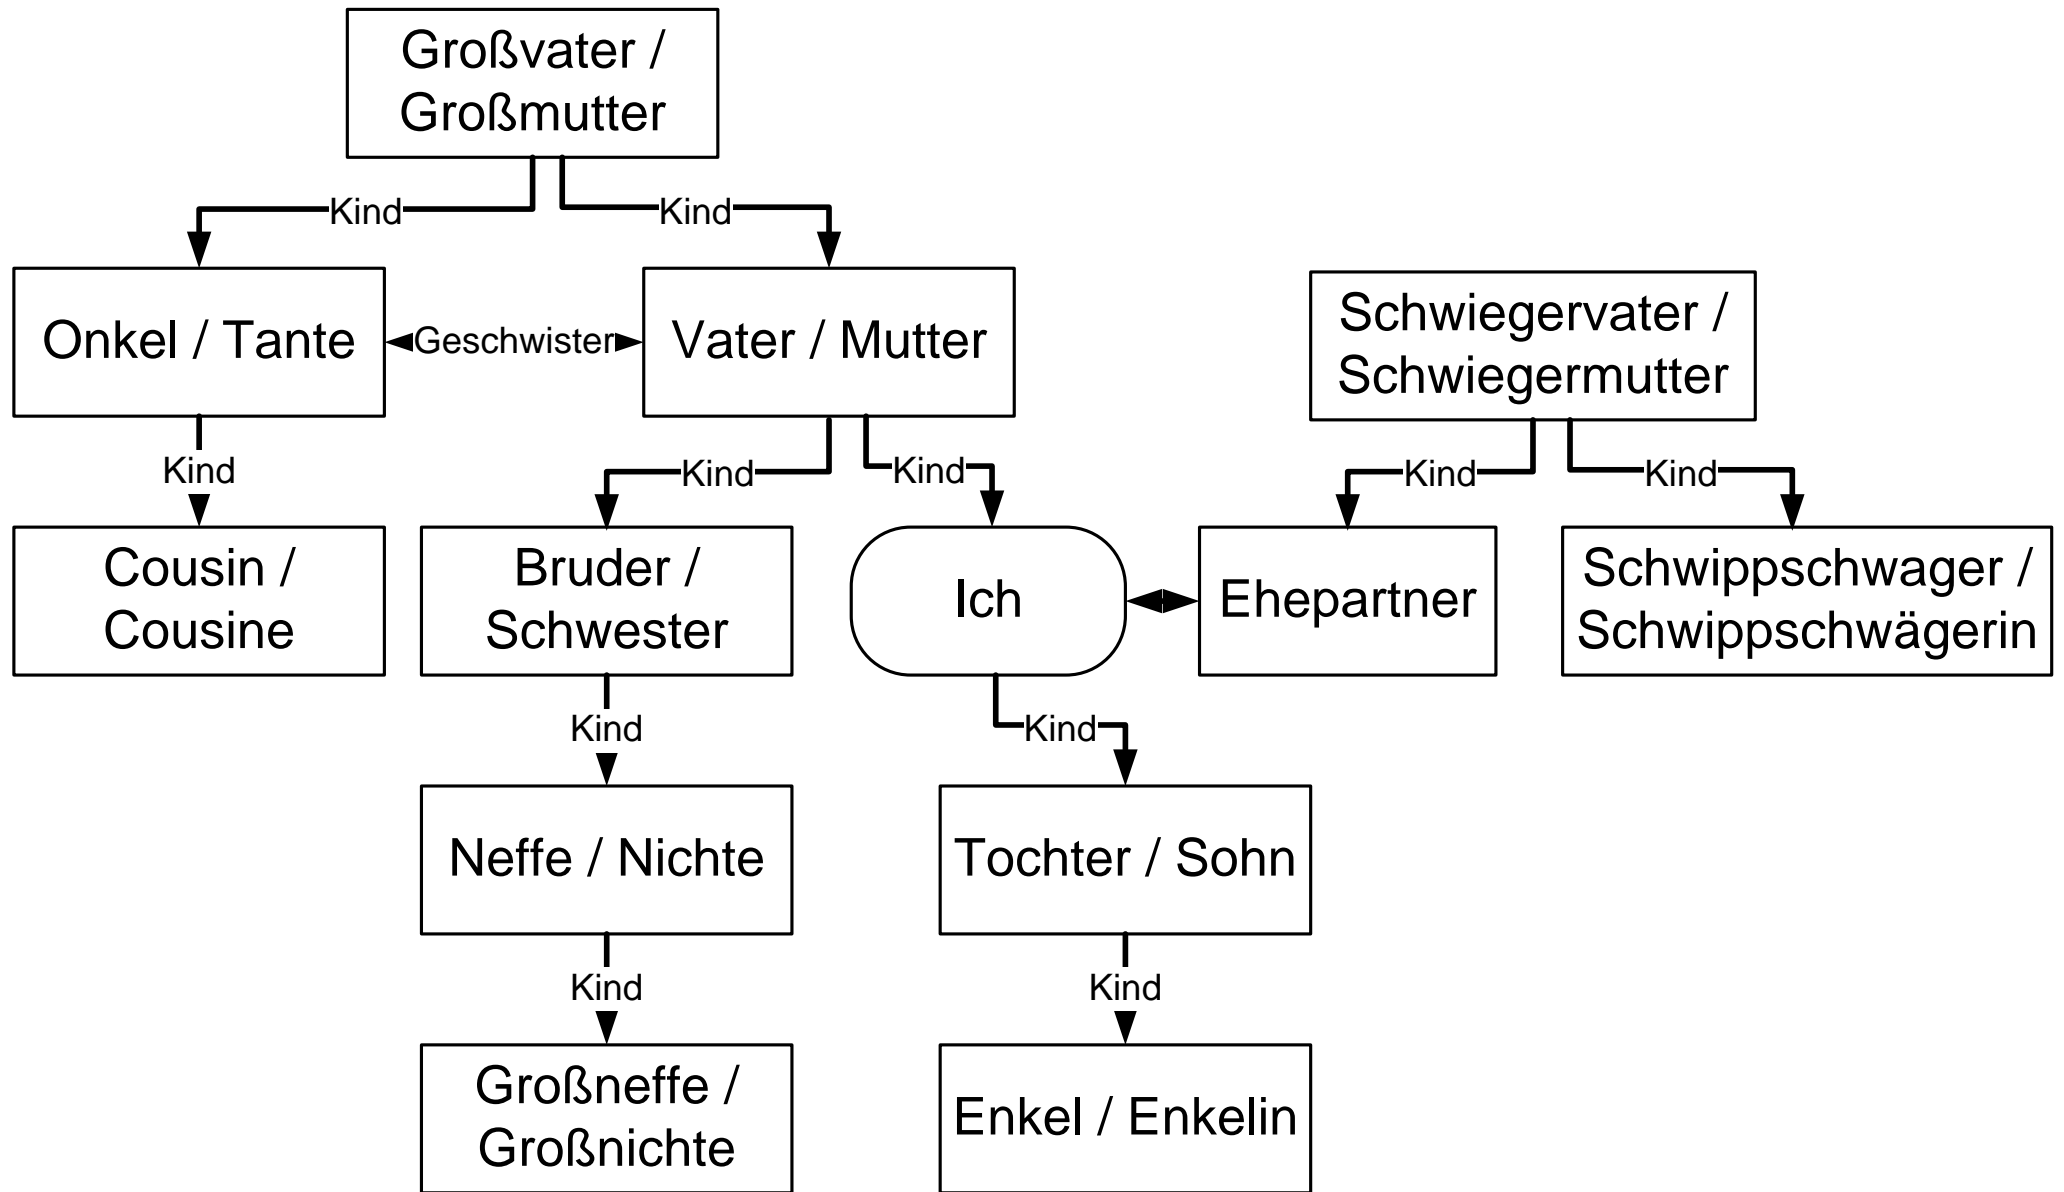 Großvater /
Großmutter
Kind
Kind
Onkel / Tante
Geschwister
Vater / Mutter
Schwiegervater /
Schwiegermutter
Kind
Kind
Kind
Kind
Kind
Cousin /
Cousine
Bruder /
Schwester
Ich
Ehepartner
Schwippschwager /
Schwippschwägerin
Kind
Kind
Neffe / Nichte
Tochter / Sohn
Kind
Kind
Großneffe /
Großnichte
Enkel / Enkelin